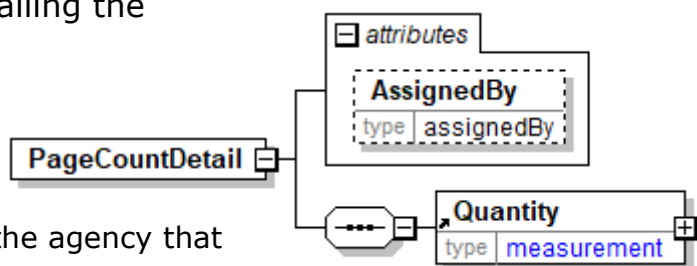 ailing the
attributes
AssignedBy
type assignedBy
PageCountDetail
Quantity
type measurement
the agency that